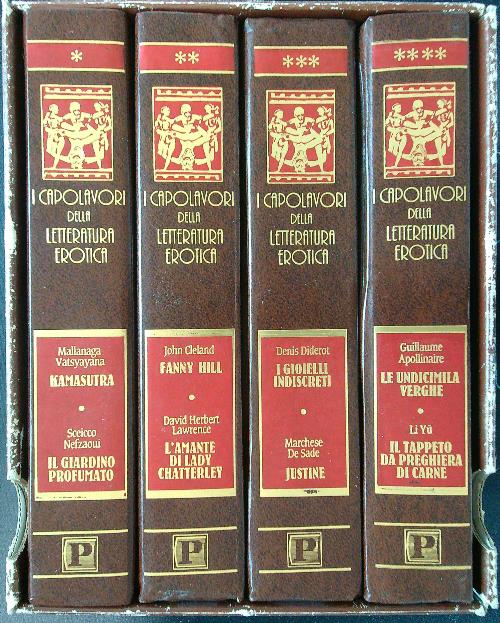 *
I CAPOLAVORI
DELLA
LETTERATURA
EROTICA
Mallanaga
Vatsyayana
KAMASUTRA
•
Sceicco
Nefzaoui
IL GIARDINO
PROFUMATO
P
**
I CAPOLAVORI
DELLA
LETTERATURA
EROTICA
John Cleland
FANNY HILL
•
David Herbert
Lawrence
L'AMANTE
DI LADY
CHATTERLEY
P
***
I CAPOLAVORI
DELLA
LETTERATURA
EROTICA
Denis Diderot
I GIOIELLI
INDISCRETI
•
Marchese
De Sade
JUSTINE
P
****
I CAPOLAVORI
DELLA
LETTERATURA
EROTICA
Guillaume
Apollinaire
LE UNDICIMILA
VERGHE
•
Li Yü
IL TAPPETO
DA PREGHIERA
DI CARNE
P